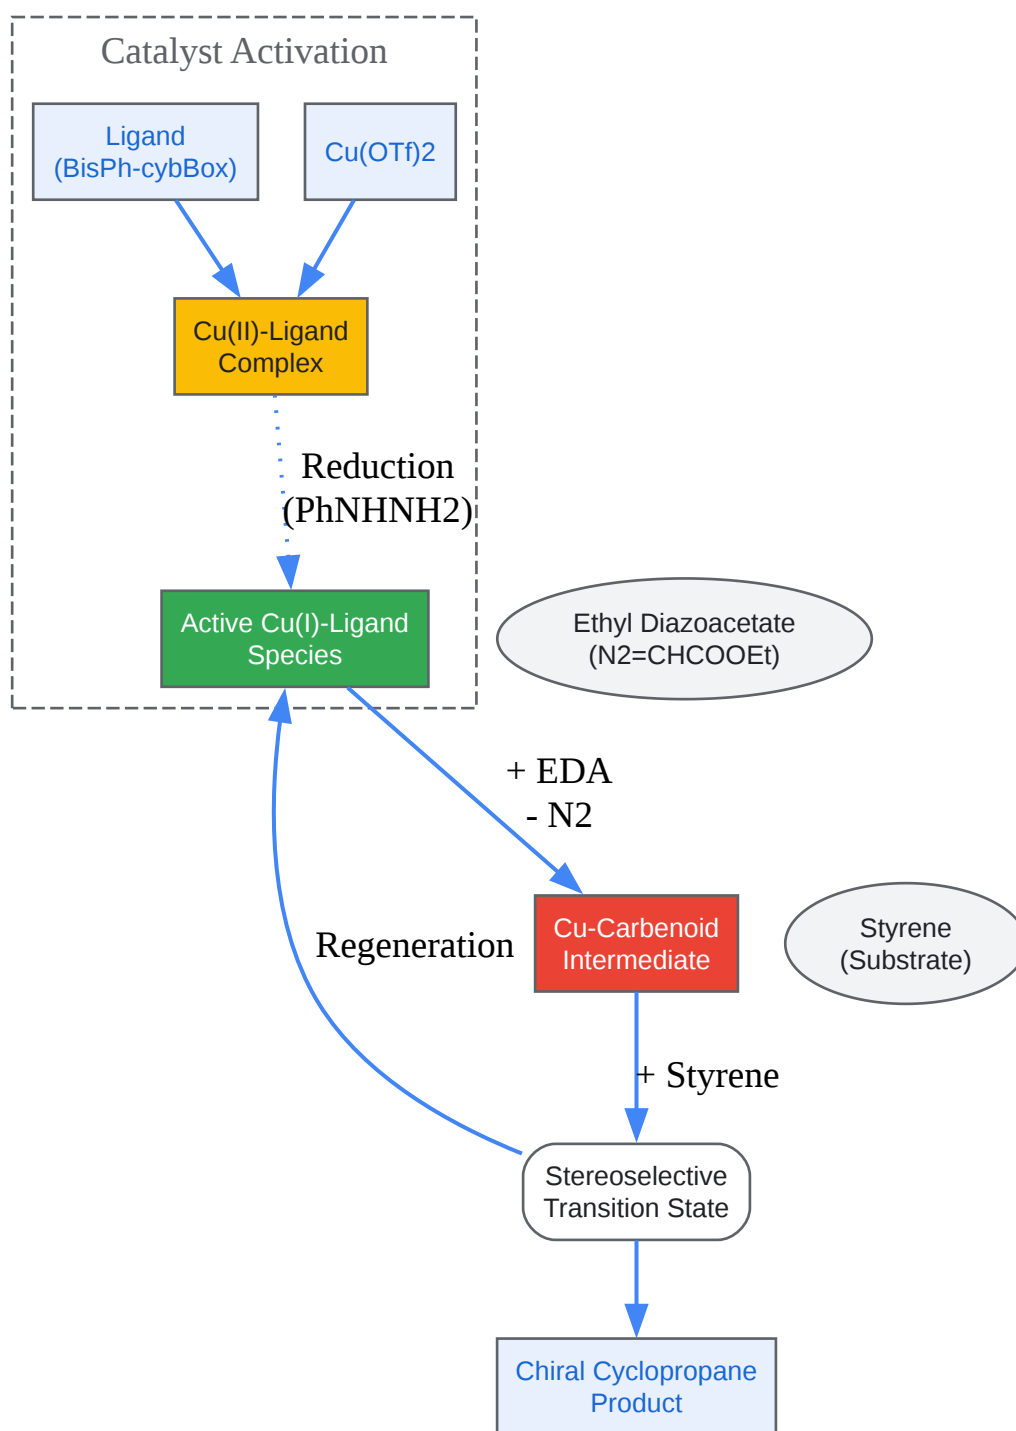 Catalyst Activation
Ligand
(BisPh-cybBox)
Cu(OTf)2
Cu(II)-Ligand
Complex
Reduction
(PhNHNH2)
Active Cu(I)-Ligand
Species
Ethyl Diazoacetate
(N2=CHCOOEt)
+ EDA
- N2
Regeneration
Cu-Carbenoid
Intermediate
Styrene
(Substrate)
+ Styrene
Stereoselective
Transition State
Chiral Cyclopropane
Product